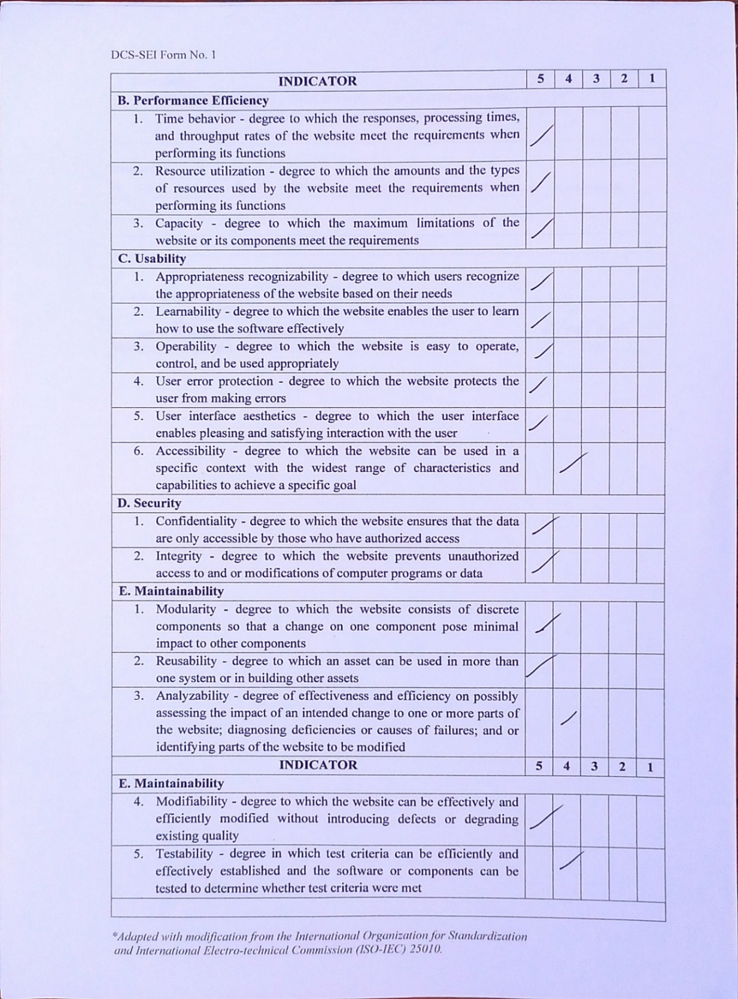 DCS-SEI Form No. 1
INDICATOR 5 4 3 2 1
B. Performance Efficiency
1. Time behavior - degree to which the responses, processing times,
and throughput rates of the website meet the requirements when
performing its functions
2. Resource utilization - degree to which the amounts and the types
of resources used by the website meet the requirements when
performing its functions
3. Capacity - degree to which the maximum limitations of the
website or its components meet the requirements
C. Usability
1. Appropriateness recognizability - degree to which users recognize
the appropriateness of the website based on their needs
2. Learnability - degree to which the website enables the user to learn
how to use the software effectively
3. Operability - degree to which the website is easy to operate,
control, and be used appropriately
4. User error protection - degree to which the website protects the
user from making errors
5. User interface aesthetics - degree to which the user interface
enables pleasing and satisfying interaction with the user
6. Accessibility - degree to which the website can be used in a
specific context with the widest range of characteristics and
capabilities to achieve a specific goal
D. Security
1. Confidentiality - degree to which the website ensures that the data
are only accessible by those who have authorized access
2. Integrity - degree to which the website prevents unauthorized
access to and or modifications of computer programs or data
E. Maintainability
1. Modularity - degree to which the website consists of discrete
components so that a change on one component pose minimal
impact to other components
2. Reusability - degree to which an asset can be used in more than
one system or in building other assets
3. Analyzability - degree of effectiveness and efficiency on possibly
assessing the impact of an intended change to one or more parts of
the website; diagnosing deficiencies or causes of failures; and or
identifying parts of the website to be modified
INDICATOR 5 4 3 2 1
E. Maintainability
4. Modifiability - degree to which the website can be effectively and
efficiently modified without introducing defects or degrading
existing quality
5. Testability - degree in which test criteria can be efficiently and
effectively established and the software or components can be
tested to determine whether test criteria were met
*Adapted with modification from the International Organization for Standardization
and International Electro-technical Commission (ISO-IEC) 25010.